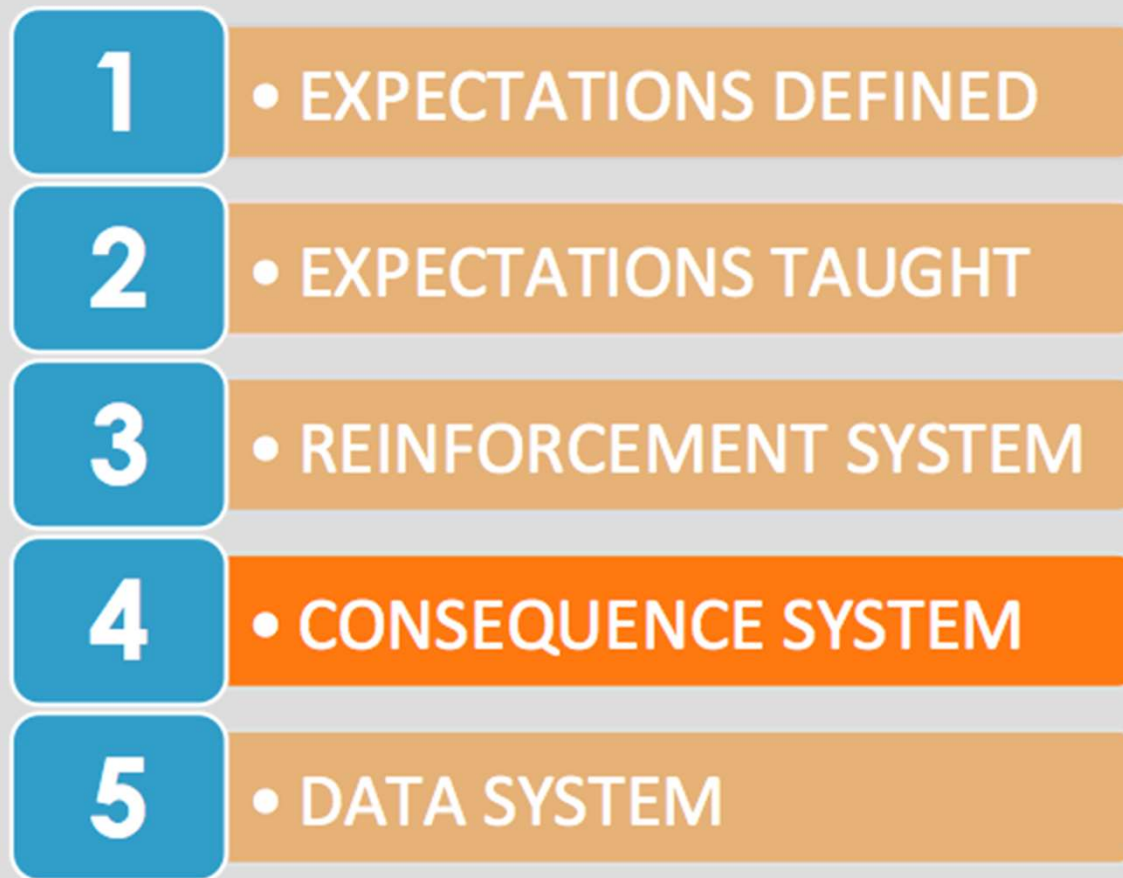 1 • EXPECTATIONS DEFINED
2 • EXPECTATIONS TAUGHT
3 • REINFORCEMENT SYSTEM
4 • CONSEQUENCE SYSTEM
5 • DATA SYSTEM